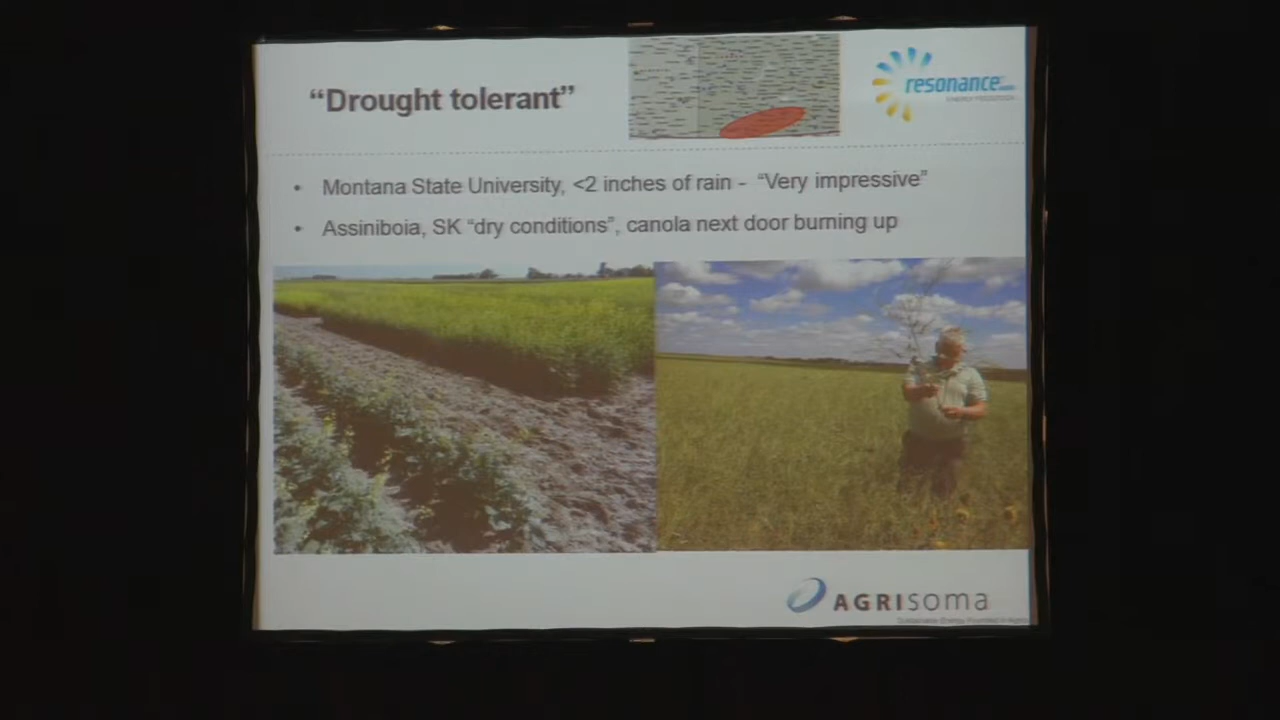 “Drought tolerant”
resonance
• Montana State University, <2 inches of rain - “Very impressive”
• Assiniboia, SK “dry conditions”, canola next door burning up
AGRISOMA